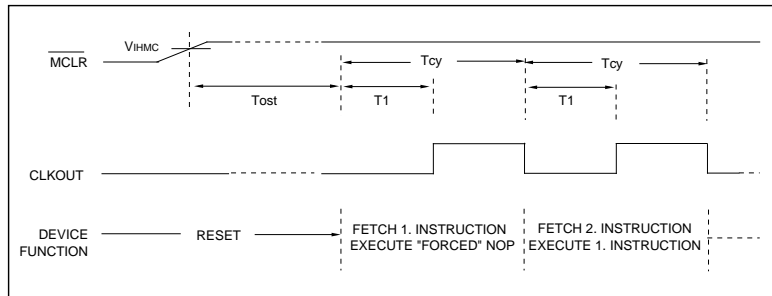 VIHMC
MCLR
Tcy
Tcy
Tost
T1
T1
CLKOUT
DEVICE
FUNCTION
RESET
FETCH 1. INSTRUCTION
EXECUTE "FORCED" NOP
FETCH 2. INSTRUCTION
EXECUTE 1. INSTRUCTION